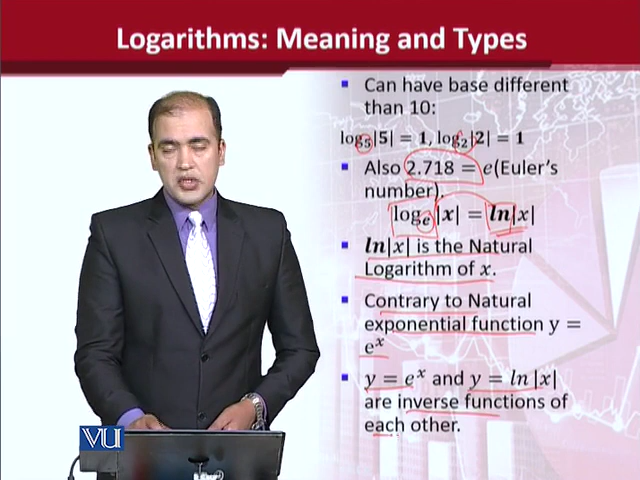 Logarithms: Meaning and Types
▪ Can have base different
than 10:
log₅|5| = 1, log₂|2| = 1
▪ Also 2.718 = e(Euler's
number).
logₑ |x| = ln|x|
▪ ln|x| is the Natural
Logarithm of x.
▪ Contrary to Natural
exponential function y =
eˣ
▪ y = eˣ and y = ln |x|
are inverse functions of
each other.
VU